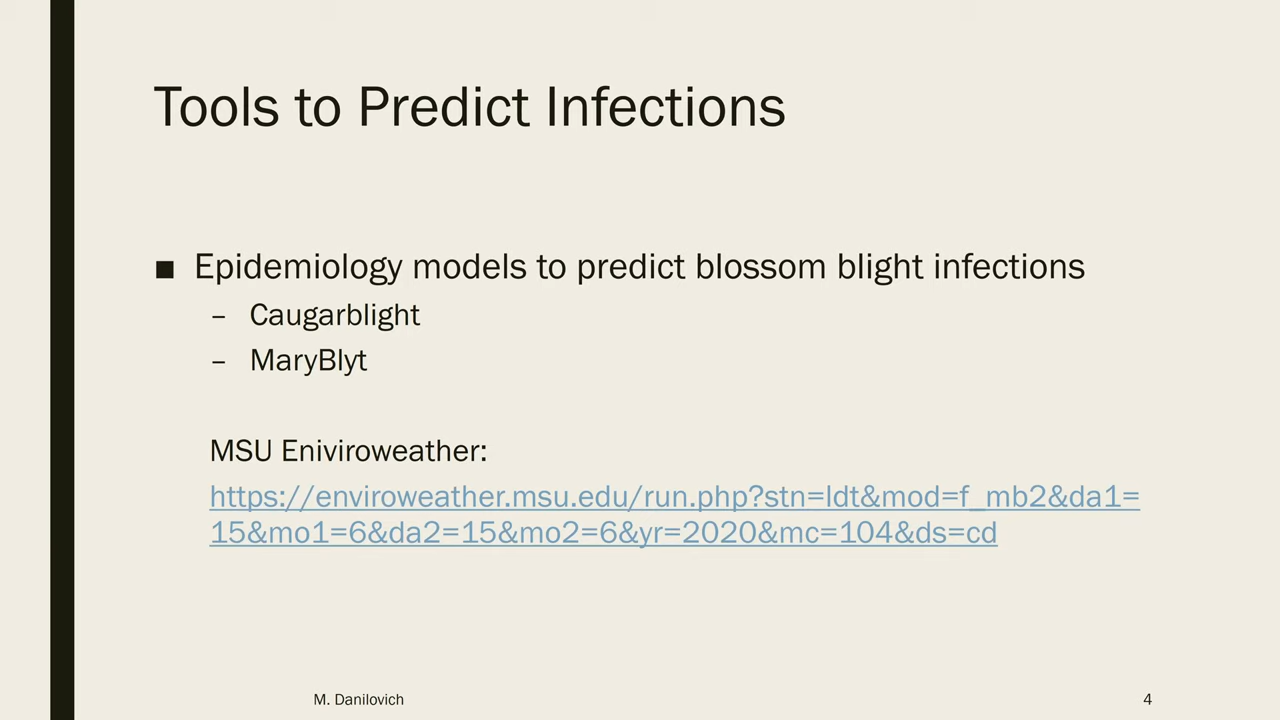 Tools to Predict Infections
■ Epidemiology models to predict blossom blight infections
– Caugarblight
– MaryBlyt
MSU Eniviroweather:
https://enviroweather.msu.edu/run.php?stn=ldt&mod=f_mb2&da1=
15&mo1=6&da2=15&mo2=6&yr=2020&mc=104&ds=cd
M. Danilovich
4